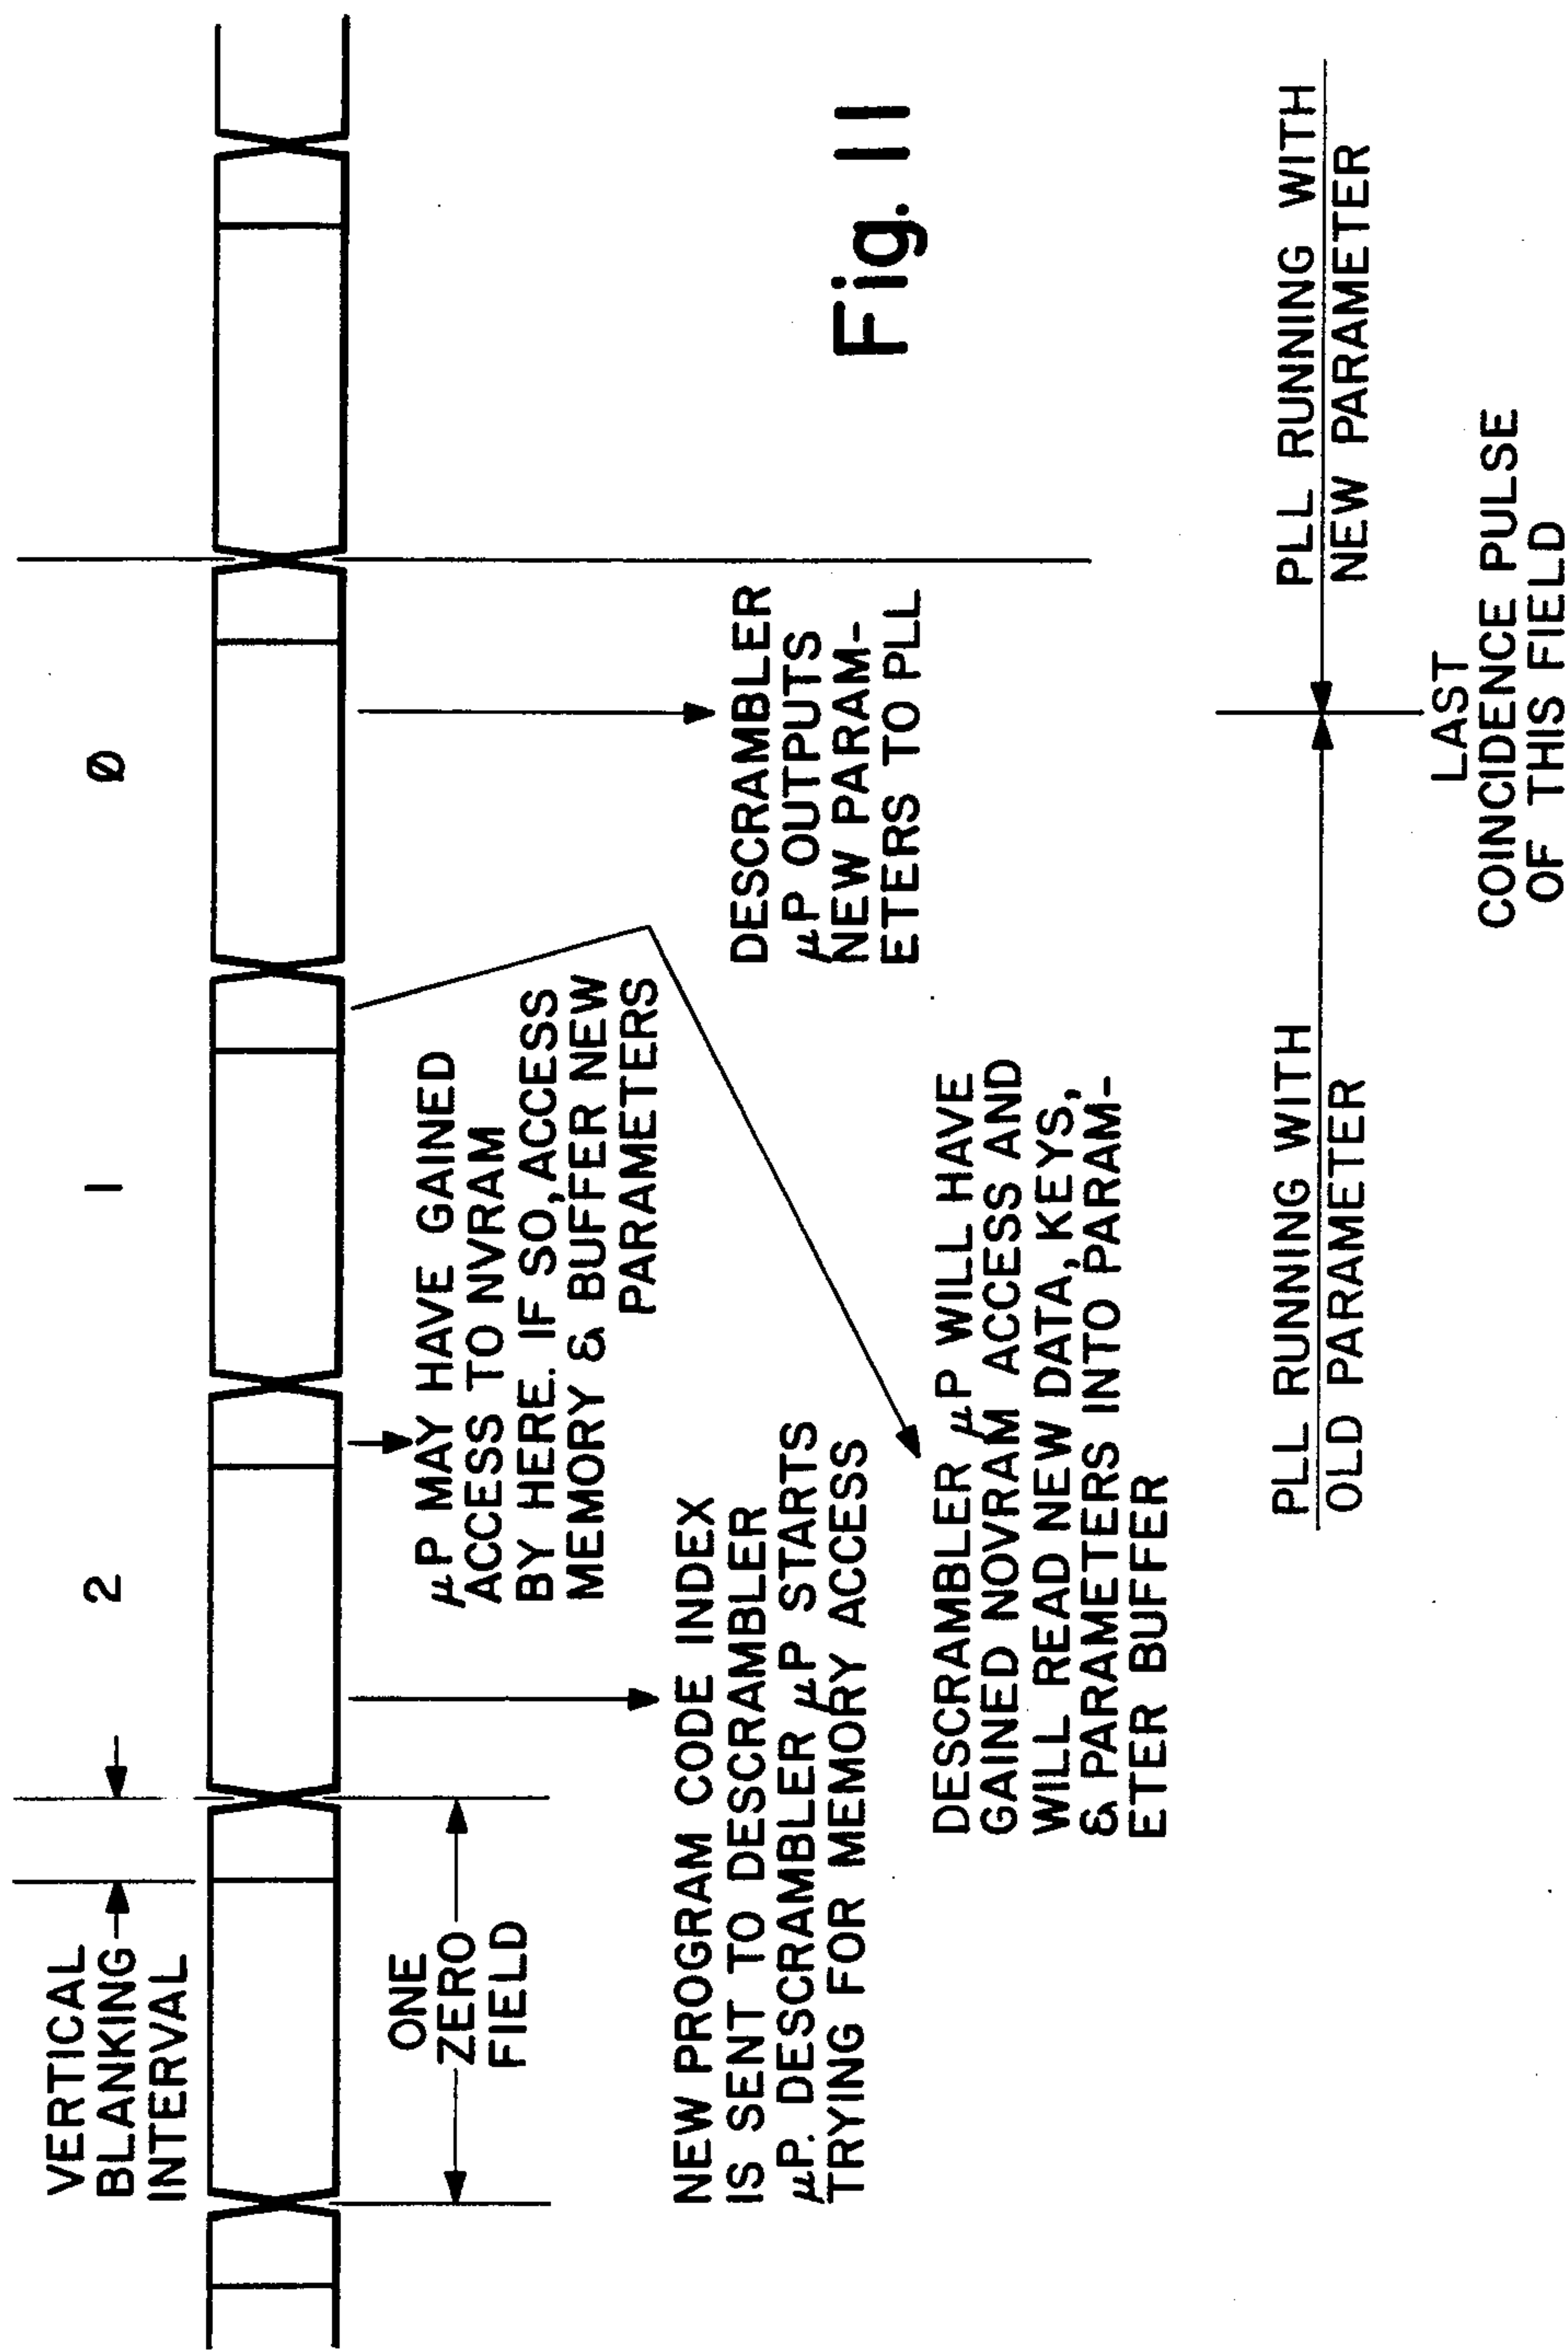 VERTICAL
BLANKING
INTERVAL
2
1
Ø
ONE
ZERO
FIELD
μP MAY HAVE GAINED
ACCESS TO NVRAM
BY HERE. IF SO, ACCESS
MEMORY & BUFFER NEW
PARAMETERS
NEW PROGRAM CODE INDEX
IS SENT TO DESCRAMBLER
μP. DESCRAMBLER μP STARTS
TRYING FOR MEMORY ACCESS
DESCRAMBLER
μP OUTPUTS
NEW PARAM-
ETERS TO PLL
Fig. 11
DESCRAMBLER μP WILL HAVE
GAINED NOVRAM ACCESS AND
WILL READ NEW DATA, KEYS,
& PARAMETERS INTO PARAM-
ETER BUFFER
PLL RUNNING WITH
OLD PARAMETER
PLL RUNNING WITH
NEW PARAMETER
LAST
COINCIDENCE PULSE
OF THIS FIELD